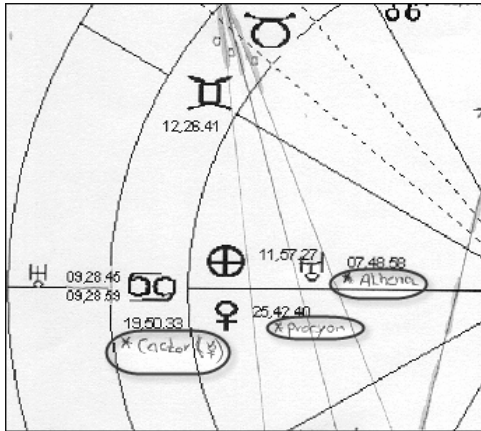 12,26.41
11,57.27
07,48.58
* Alhena
09,28.45
09,28.59
19,50.33
* Castor (☿)
25,42.40
* Procyon